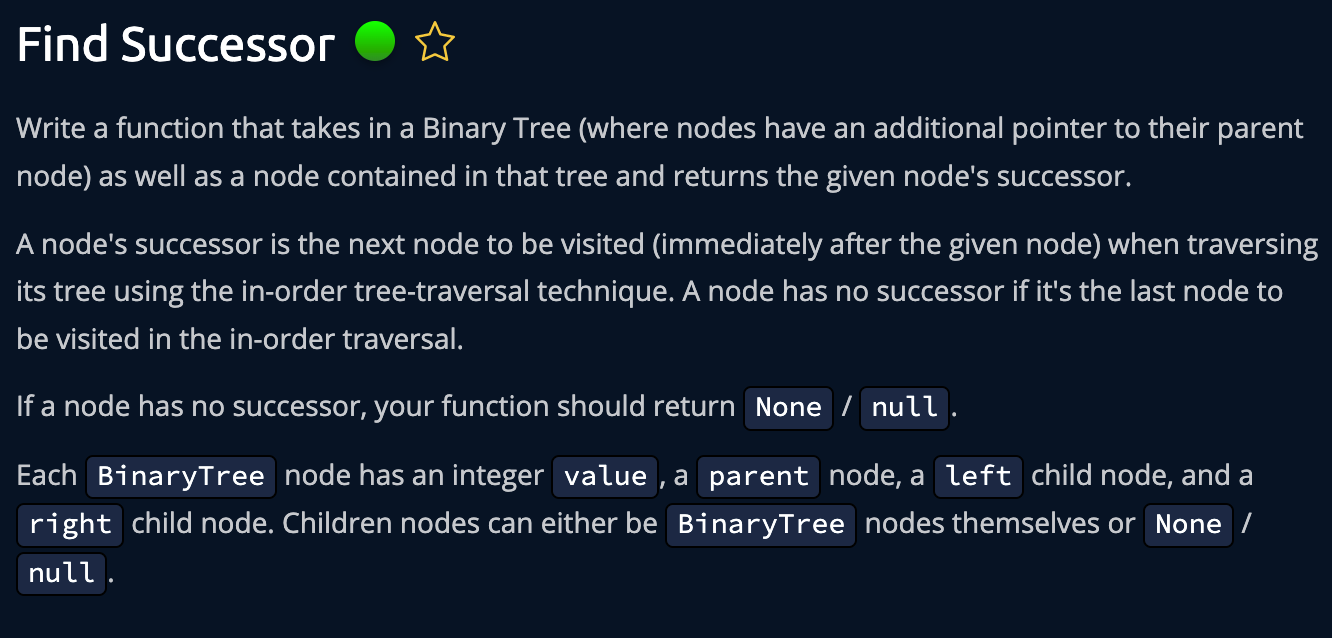 Find Successor
Write a function that takes in a Binary Tree (where nodes have an additional pointer to their parent
node) as well as a node contained in that tree and returns the given node's successor.
A node's successor is the next node to be visited (immediately after the given node) when traversing
its tree using the in-order tree-traversal technique. A node has no successor if it's the last node to
be visited in the in-order traversal.
If a node has no successor, your function should return None / null.
Each BinaryTree node has an integer value, a parent node, a left child node, and a
right child node. Children nodes can either be BinaryTree nodes themselves or None /
null.